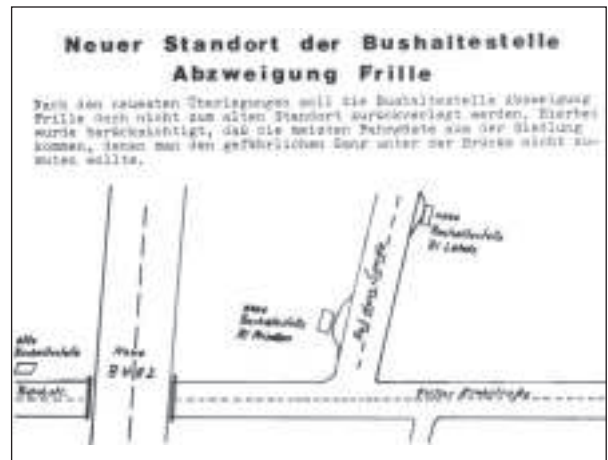 Neuer Standort der Bushaltestelle
Abzweigung Frille
Nach den neuesten Überlegungen soll die Bushaltestelle Abzweigung
Frille doch nicht zum alten Standort zurückverlegt werden. Hierbei
wurde berücksichtigt, daß die meisten Fahrgäste aus der Siedlung
kommen, denen man den gefährlichen Gang unter der Brücke nicht zu-
muten wollte.
neue
Bushaltestelle
Ri Lahde
neue
Bushaltestelle
Ri Minden
alte
Bushaltestelle
Neue
B 482